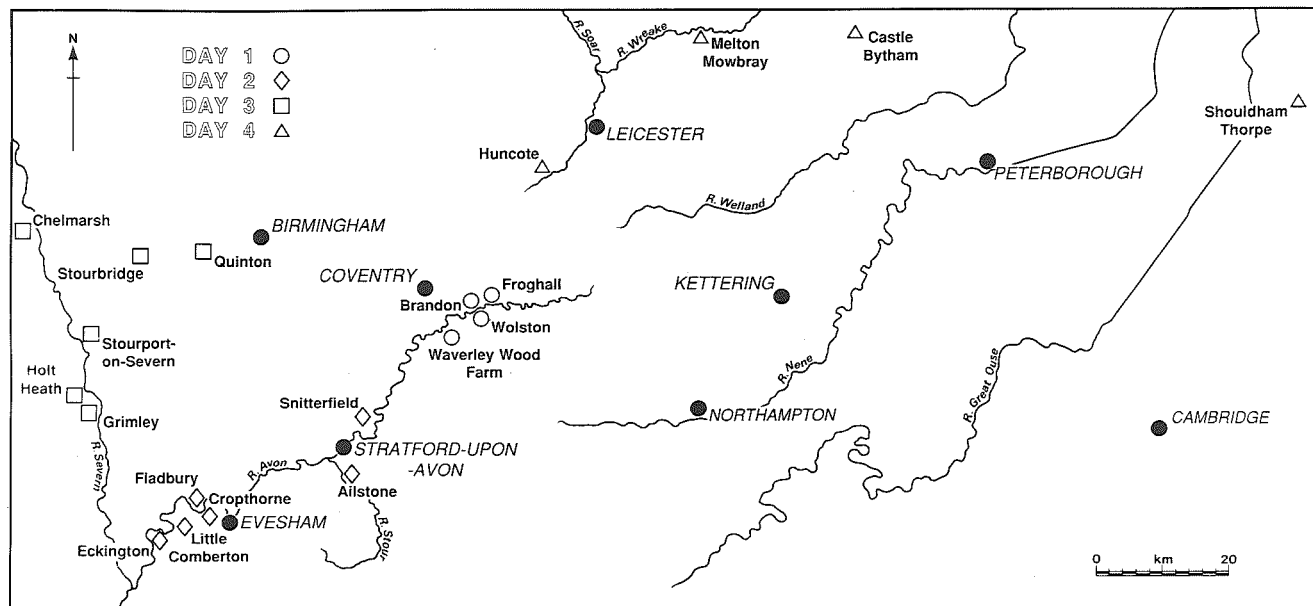 N
DAY 1
DAY 2
DAY 3
DAY 4
R. Soar
R. Wreake
Melton
Mowbray
Castle
Bytham
Shouldham
Thorpe
LEICESTER
Huncote
PETERBOROUGH
R. Welland
Chelmarsh
BIRMINGHAM
Stourbridge
Quinton
COVENTRY
Froghall
Brandon
Wolston
Waverley Wood
Farm
KETTERING
Stourport-
on-Severn
Holt
Heath
Grimley
R. Severn
Snitterfield
R. Nene
NORTHAMPTON
R. Great Ouse
CAMBRIDGE
STRATFORD-UPON
-AVON
R. Avon
Fladbury
Cropthorne
Ailstone
EVESHAM
R. Stour
Eckington
Little
Comberton
0 km 20